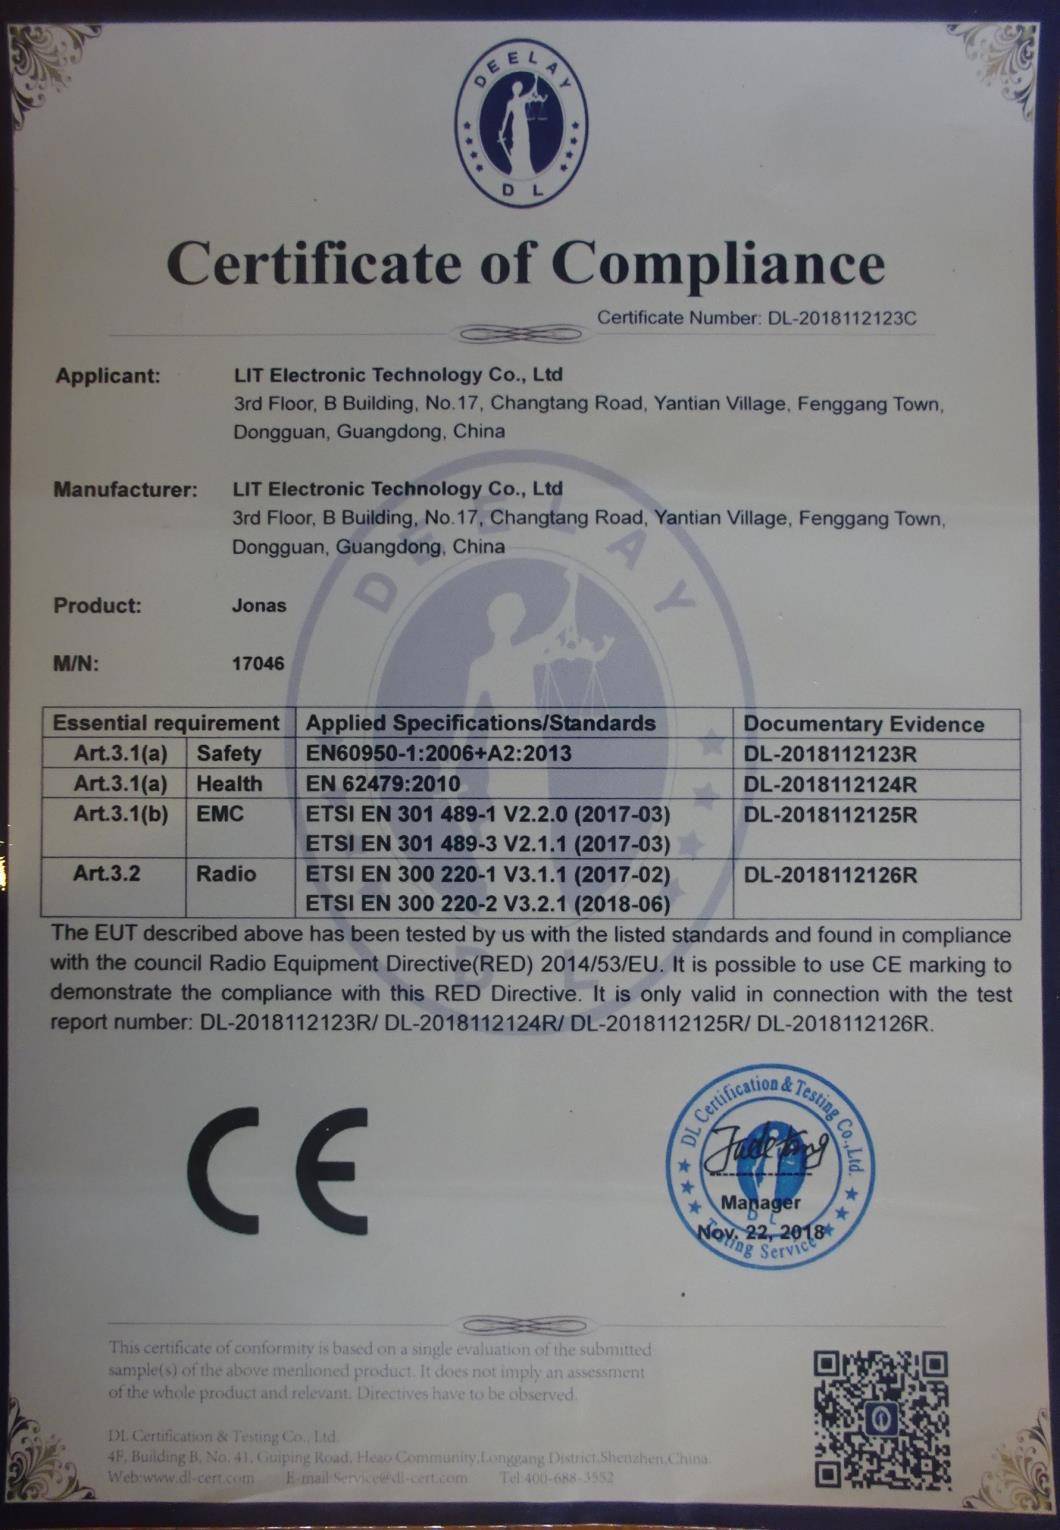 DEELAY
DL
Certificate of Compliance
Certificate Number: DL-2018112123C
Applicant: LIT Electronic Technology Co., Ltd
3rd Floor, B Building, No.17, Changtang Road, Yantian Village, Fenggang Town,
Dongguan, Guangdong, China
Manufacturer: LIT Electronic Technology Co., Ltd
3rd Floor, B Building, No.17, Changtang Road, Yantian Village, Fenggang Town,
Dongguan, Guangdong, China
Product: Jonas
M/N: 17046
DEELAY
DL
Essential requirement Applied Specifications/Standards Documentary Evidence
Art.3.1(a) Safety EN60950-1:2006+A2:2013 DL-2018112123R
Art.3.1(a) Health EN 62479:2010 DL-2018112124R
Art.3.1(b) EMC ETSI EN 301 489-1 V2.2.0 (2017-03) DL-2018112125R
ETSI EN 301 489-3 V2.1.1 (2017-03)
Art.3.2 Radio ETSI EN 300 220-1 V3.1.1 (2017-02) DL-2018112126R
ETSI EN 300 220-2 V3.2.1 (2018-06)
The EUT described above has been tested by us with the listed standards and found in compliance
with the council Radio Equipment Directive(RED) 2014/53/EU. It is possible to use CE marking to
demonstrate the compliance with this RED Directive. It is only valid in connection with the test
report number: DL-2018112123R/ DL-2018112124R/ DL-2018112125R/ DL-2018112126R.
CE
DL Certification & Testing Co., Ltd.
Manager
DL
Nov. 22, 2018
Testing Service
This certificate of conformity is based on a single evaluation of the submitted
sample(s) of the above menlioned product. It does not imply an assessment
of the whole product and relevant. Directives have to be observed.
DL Certification & Testing Co., Ltd.
4F, Building B, No. 41, Guiping Road, Heao Community,Longgang District,Shenzhen,China.
Web:www.dl-cert.com E-mail:Service@dl-cert.com Tel:400-688-3552